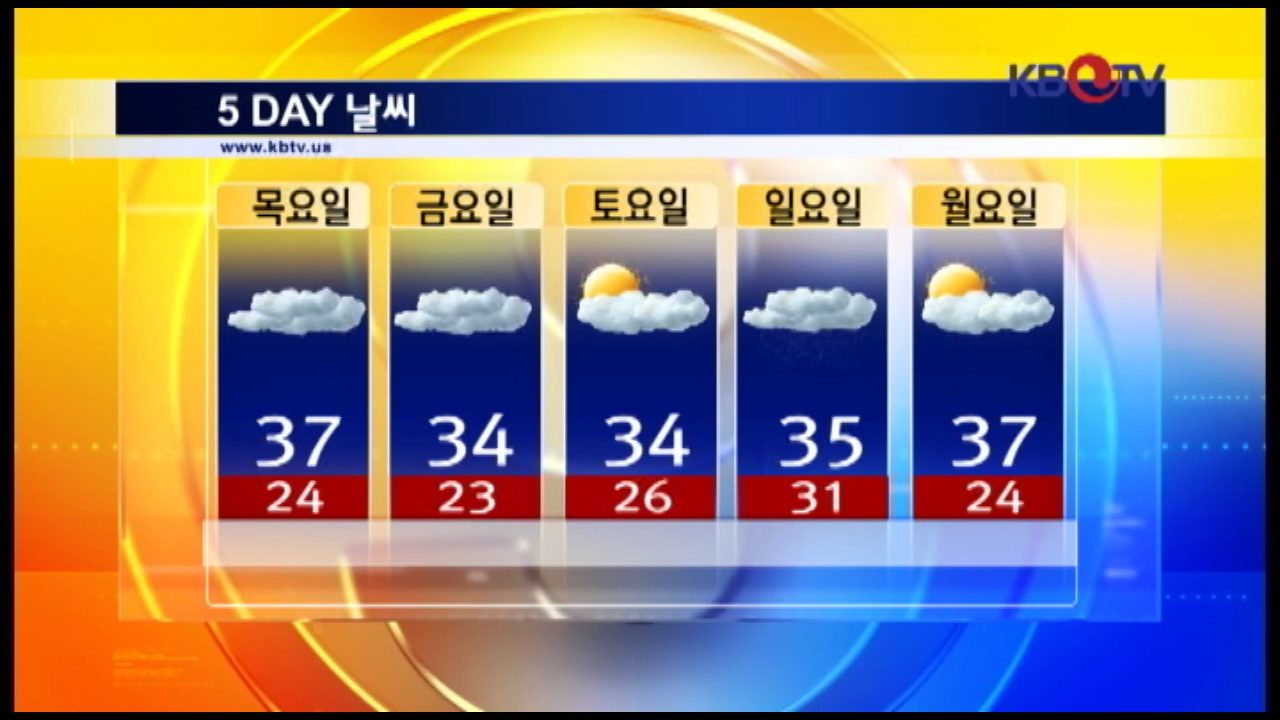 KBTV
5 DAY 날씨
www.kbtv.us
목요일 금요일 토요일 일요일 월요일
37 34 34 35 37
24 23 26 31 24